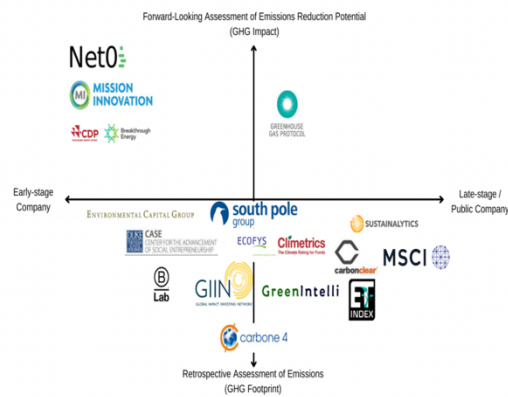 Forward-Looking Assessment of Emissions Reduction Potential
(GHG Impact)
Net0
MI
MISSION
INNOVATION
CDP
Breakthrough
Energy
GREENHOUSE
GAS PROTOCOL
Early-stage
Company
Late-stage /
Public Company
ENVIRONMENTAL CAPITAL GROUP
south pole
group
SUSTAINALYTICS
DUKE
CASE
CENTER FOR THE ADVANCEMENT
OF SOCIAL ENTREPRENEURSHIP
ECOFYS
Climetrics
The Climate Rating for Funds
carbonclear
MSCI
B
Lab
GIIN
GLOBAL IMPACT INVESTING NETWORK
GreenIntelli
ET
INDEX
carbone 4
Retrospective Assessment of Emissions
(GHG Footprint)